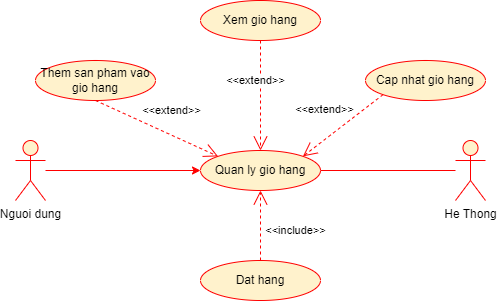 Xem gio hang
Them san pham vao
gio hang
<<extend>>
Cap nhat gio hang
<<extend>>
<<extend>>
Quan ly gio hang
Nguoi dung
He Thong
<<include>>
Dat hang